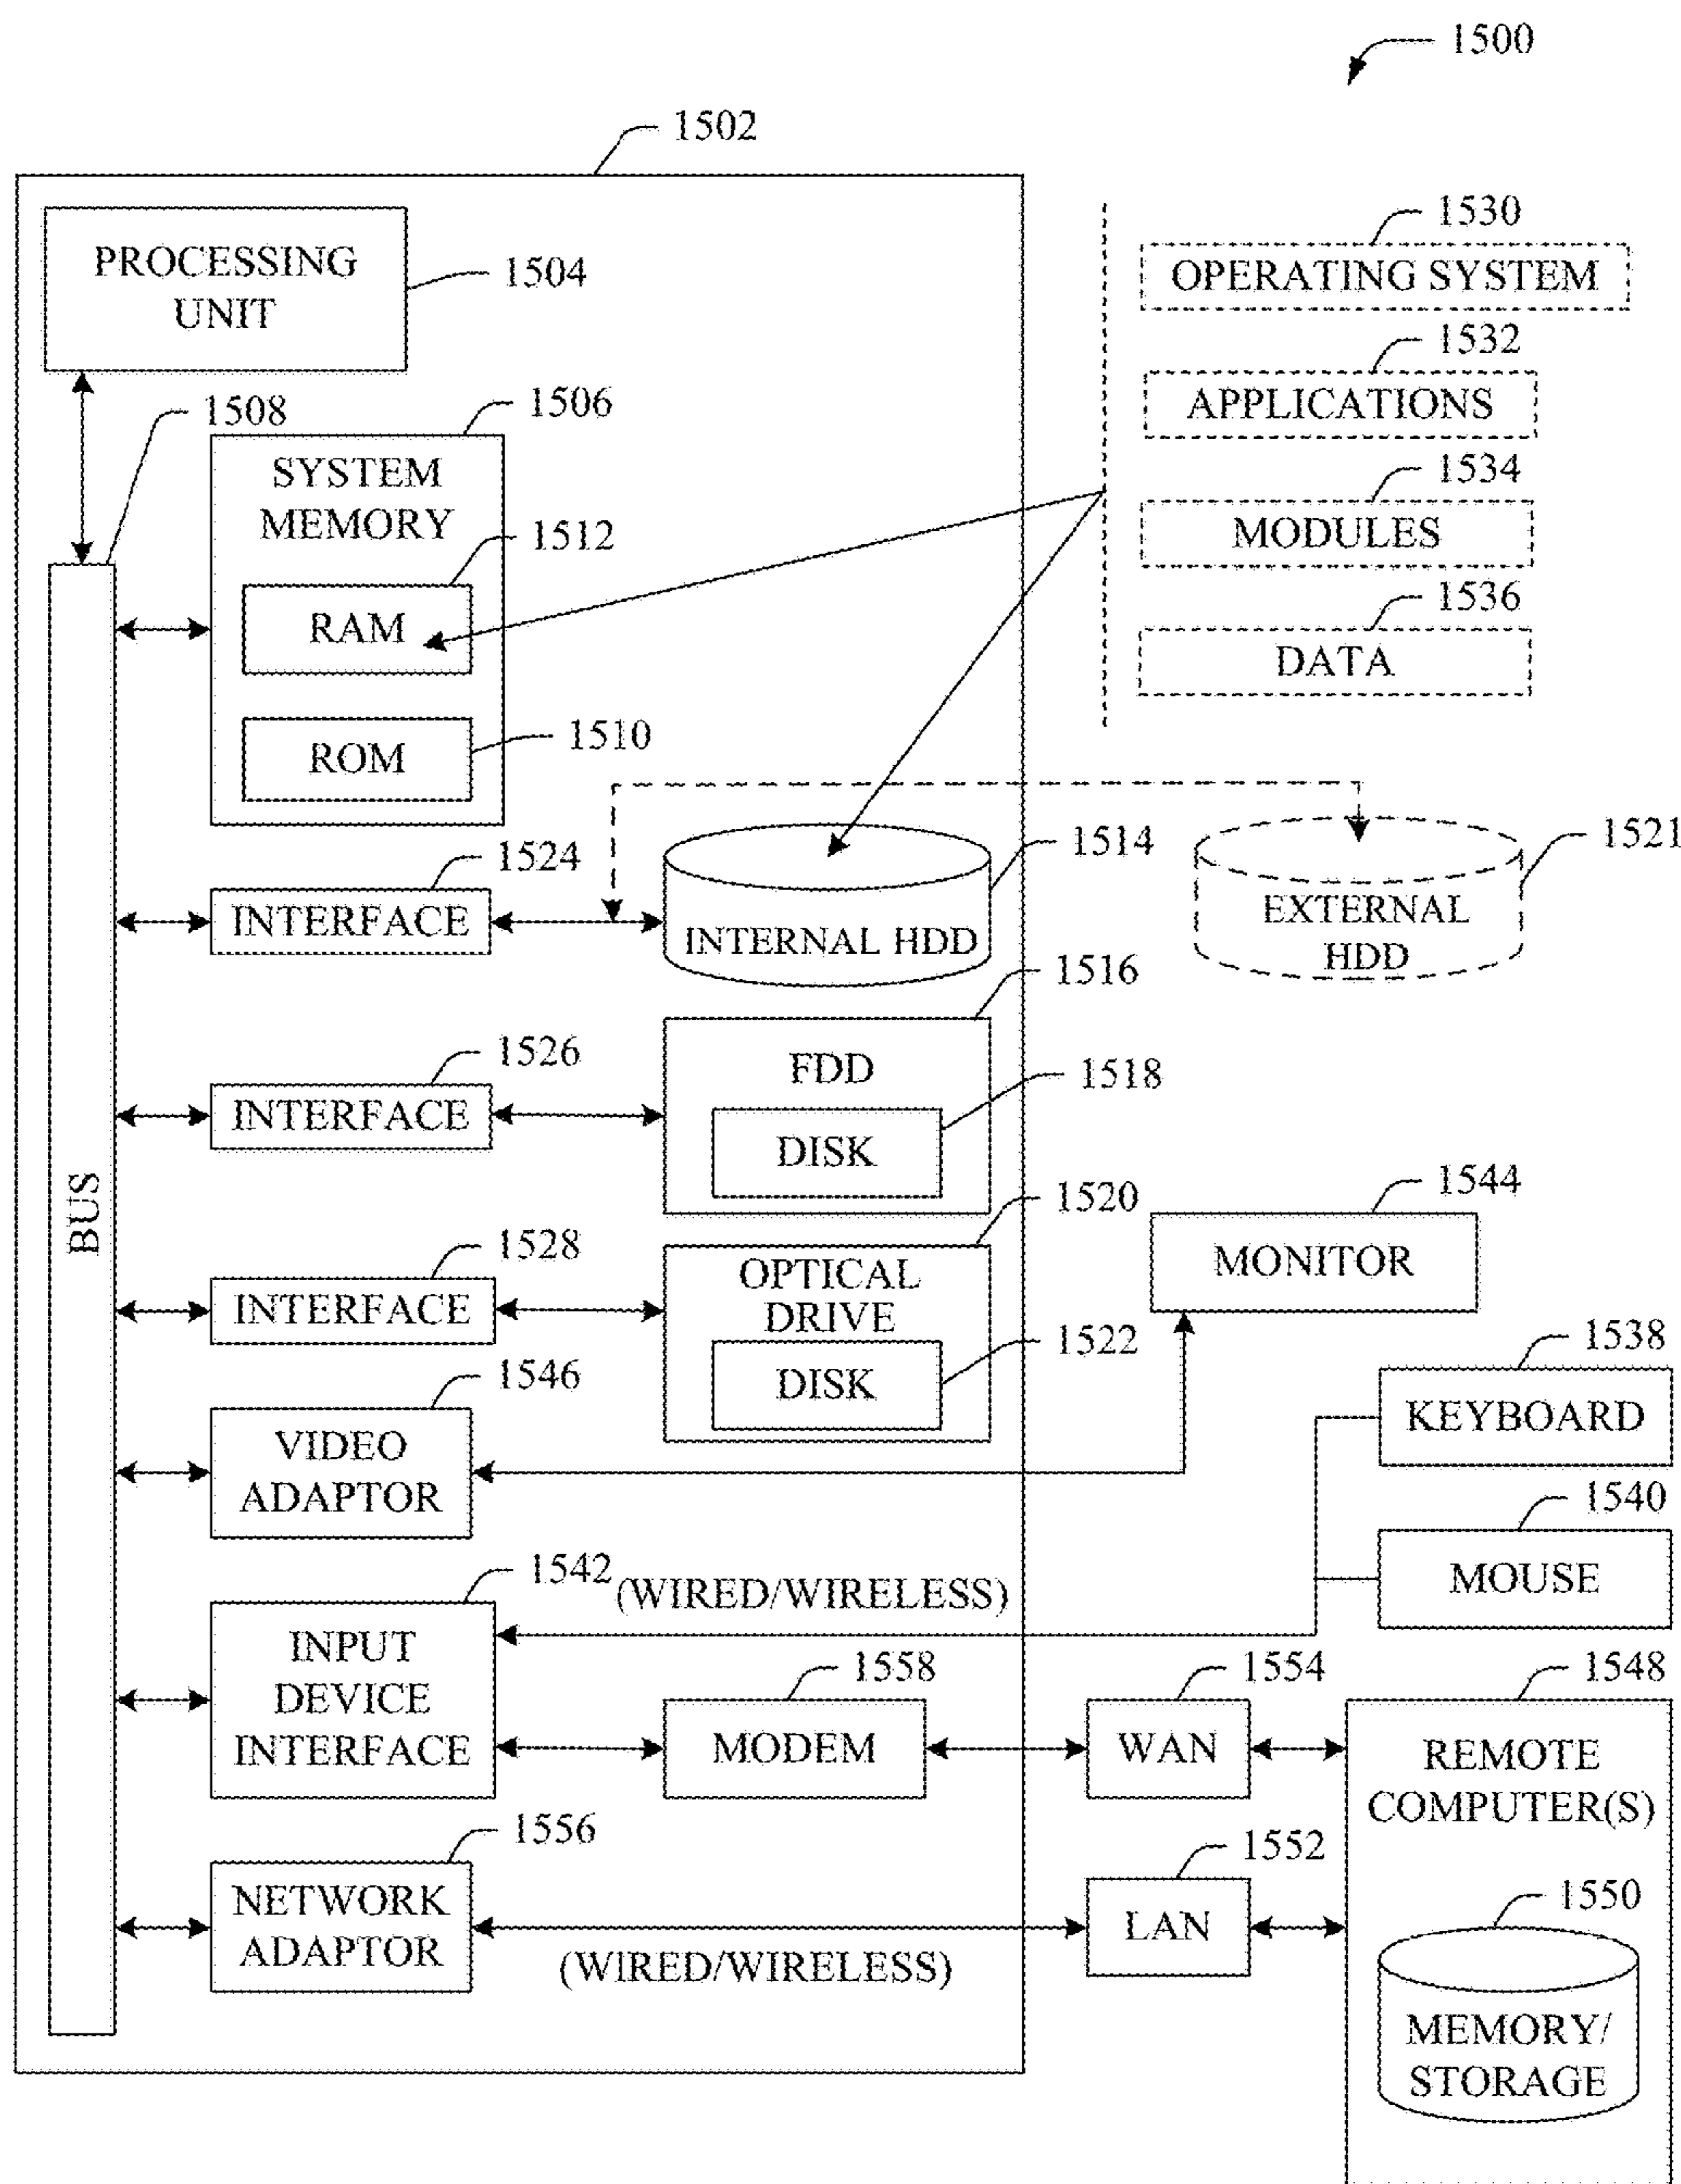 1500
1502
PROCESSING
UNIT
1504
1530
OPERATING SYSTEM
1532
APPLICATIONS
1534
MODULES
1536
DATA
1508
1506
SYSTEM
MEMORY
1512
RAM
1510
ROM
BUS
1524
INTERFACE
1514
INTERNAL HDD
1521
EXTERNAL
HDD
1526
INTERFACE
1516
FDD
1518
DISK
1528
INTERFACE
1520
OPTICAL
DRIVE
1522
DISK
1544
MONITOR
1546
VIDEO
ADAPTOR
1538
KEYBOARD
1540
MOUSE
1542
(WIRED/WIRELESS)
INPUT
DEVICE
INTERFACE
1558
MODEM
1554
WAN
1548
REMOTE
COMPUTER(S)
1556
NETWORK
ADAPTOR
(WIRED/WIRELESS)
1552
LAN
1550
MEMORY/
STORAGE